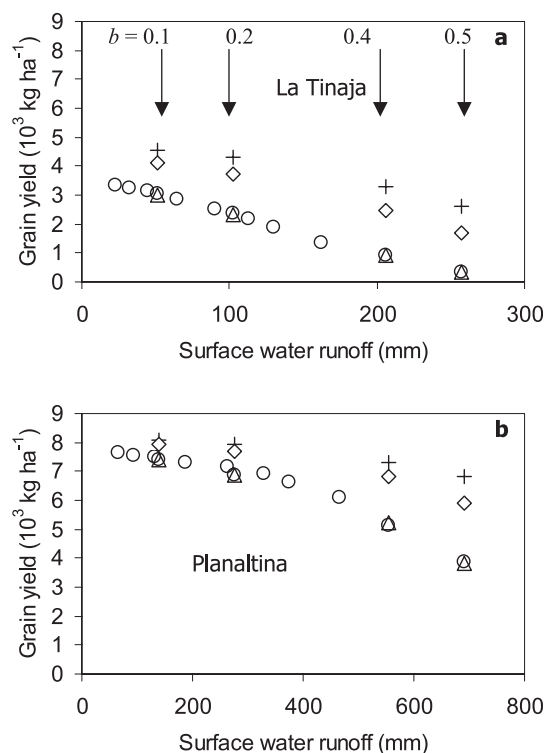 b = 0.1 0.2 0.4 0.5 a
La Tinaja
Grain yield (10³ kg ha⁻¹)
9
8
7
6
5
4
3
2
1
0
0 100 200 300
Surface water runoff (mm)
b
Planaltina
Grain yield (10³ kg ha⁻¹)
9
8
7
6
5
4
3
2
1
0
0 200 400 600 800
Surface water runoff (mm)